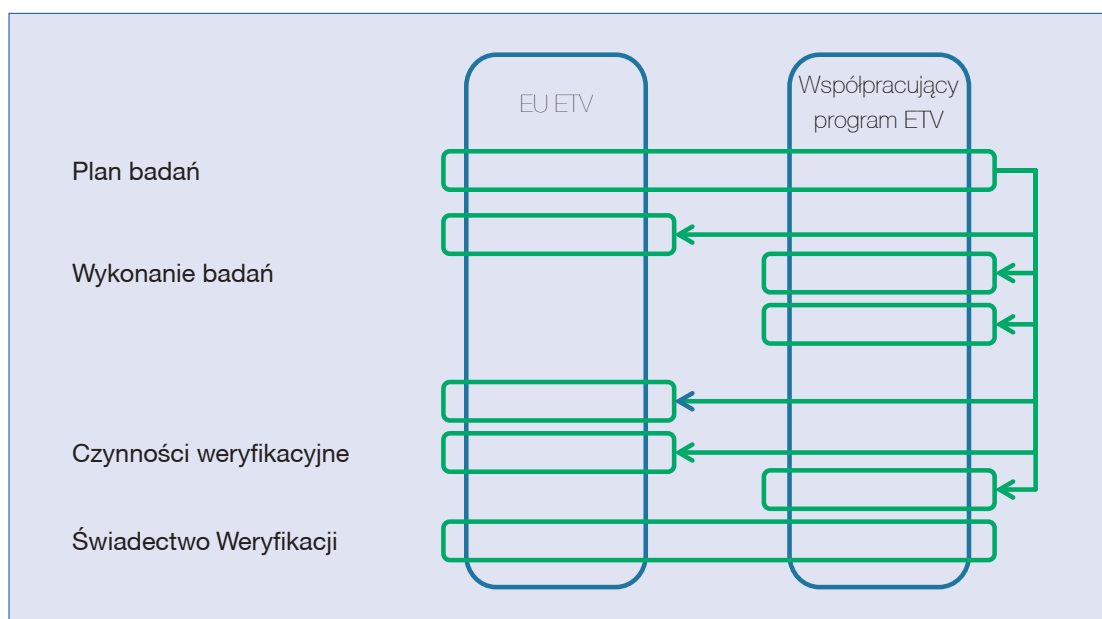 EU ETV
Współpracujący
program ETV
Plan badań
Wykonanie badań
Czynności weryfikacyjne
Świadectwo Weryfikacji